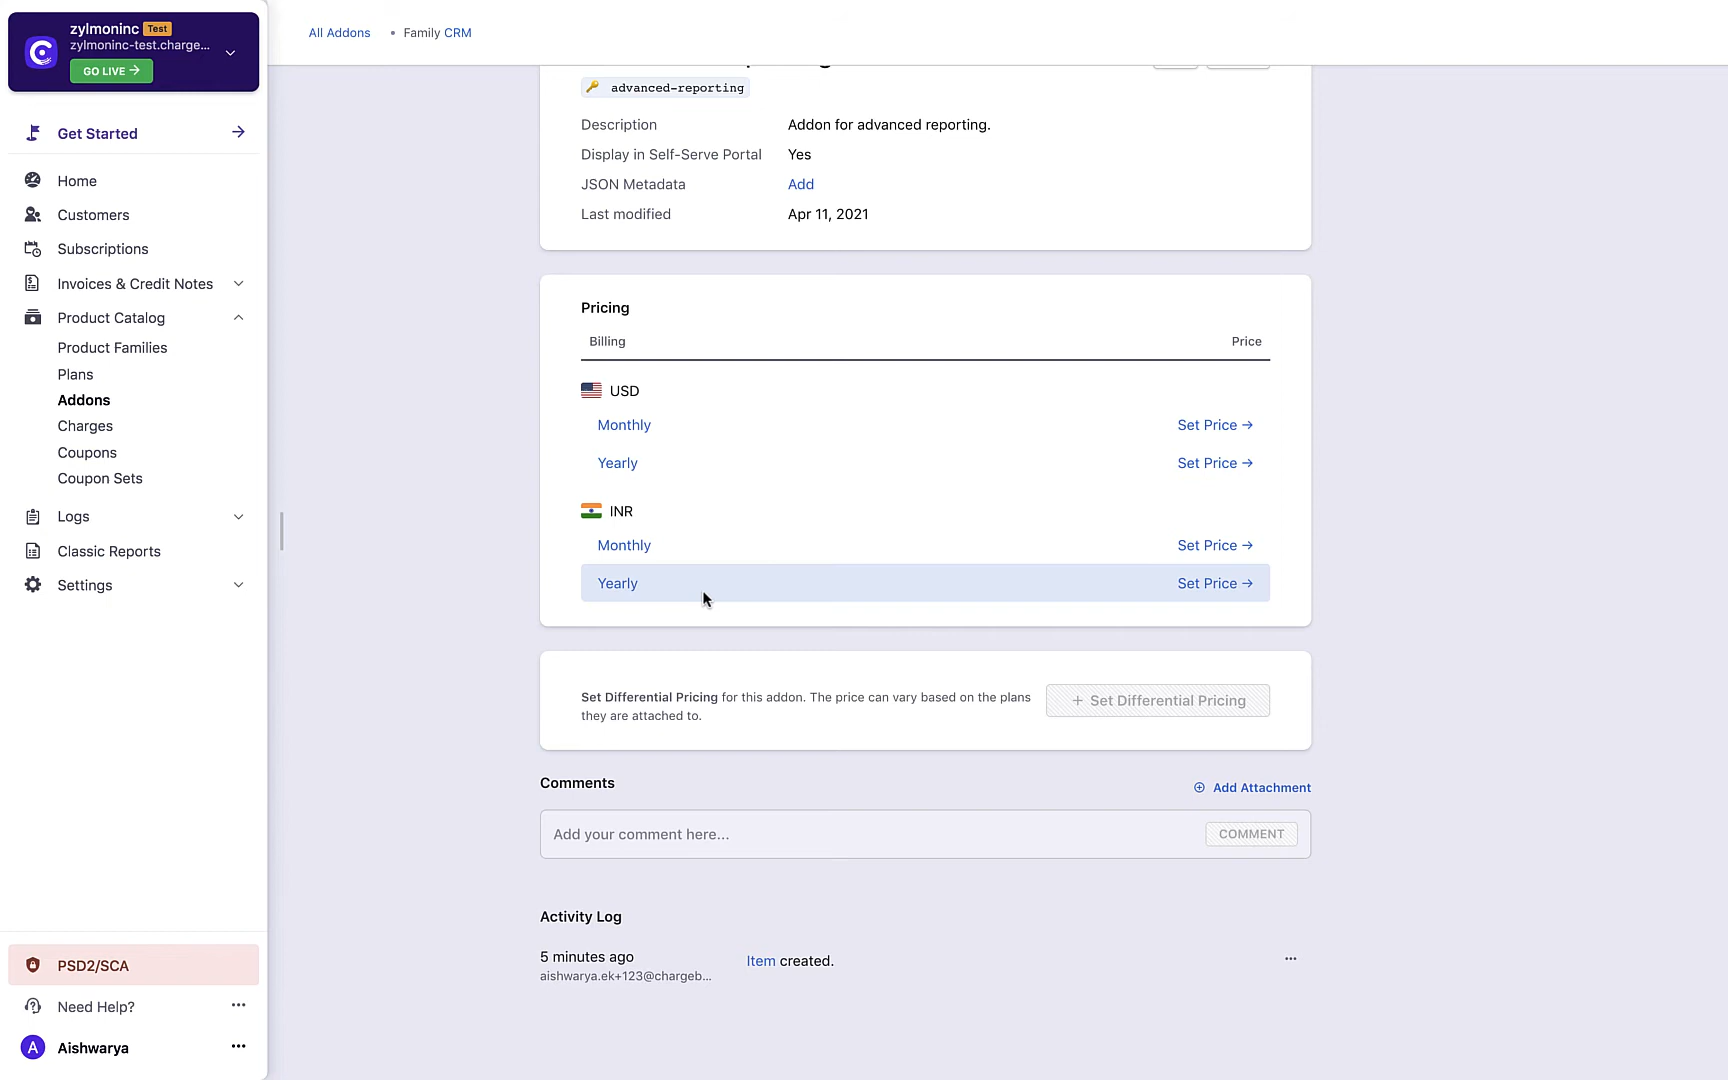 zylmoninc Test
zylmoninc-test.charge...
GO LIVE →
Get Started
Home
Customers
Subscriptions
Invoices & Credit Notes
Product Catalog
Product Families
Plans
Addons
Charges
Coupons
Coupon Sets
Logs
Classic Reports
Settings
PSD2/SCA
Need Help?
A Aishwarya
All Addons • Family CRM
advanced-reporting
Description Addon for advanced reporting.
Display in Self-Serve Portal Yes
JSON Metadata Add
Last modified Apr 11, 2021
Pricing
Billing Price
USD
Monthly Set Price →
Yearly Set Price →
INR
Monthly Set Price →
Yearly Set Price →
Set Differential Pricing for this addon. The price can vary based on the plans
they are attached to.
+ Set Differential Pricing
Comments
Add Attachment
Add your comment here...
COMMENT
Activity Log
5 minutes ago
aishwarya.ek+123@chargeb...
Item created.